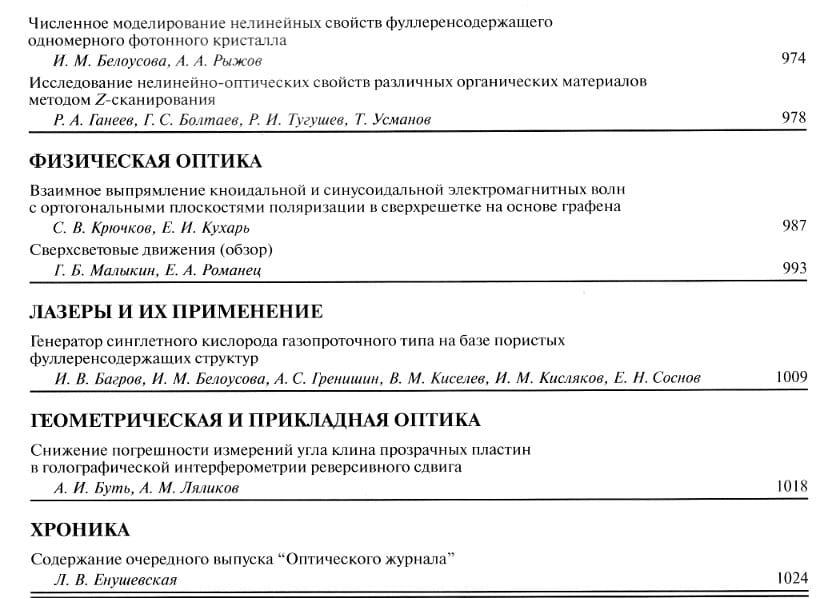 Численное моделирование нелинейных свойств фуллеренсодержащего
одномерного фотонного кристалла
И. М. Белоусова, А. А. Рыжов 974
Исследование нелинейно-оптических свойств различных органических материалов
методом Z-сканирования
Р. А. Ганеев, Г. С. Болтаев, Р. И. Тугушев, Т. Усманов 978
ФИЗИЧЕСКАЯ ОПТИКА
Взаимное выпрямление кноидальной и синусоидальной электромагнитных волн
с ортогональными плоскостями поляризации в сверхрешетке на основе графена
С. В. Крючков, Е. И. Кухарь 987
Сверхсветовые движения (обзор)
Г. Б. Малыкин, Е. А. Романец 993
ЛАЗЕРЫ И ИХ ПРИМЕНЕНИЕ
Генератор синглетного кислорода газопроточного типа на базе пористых
фуллеренсодержащих структур
И. В. Багров, И. М. Белоусова, А. С. Гренишин, В. М. Киселев, И. М. Кисляков, Е. Н. Соснов 1009
ГЕОМЕТРИЧЕСКАЯ И ПРИКЛАДНАЯ ОПТИКА
Снижение погрешности измерений угла клина прозрачных пластин
в голографической интерферометрии реверсивного сдвига
А. И. Буть, А. М. Ляликов 1018
ХРОНИКА
Содержание очередного выпуска “Оптического журнала”
Л. В. Енушевская 1024